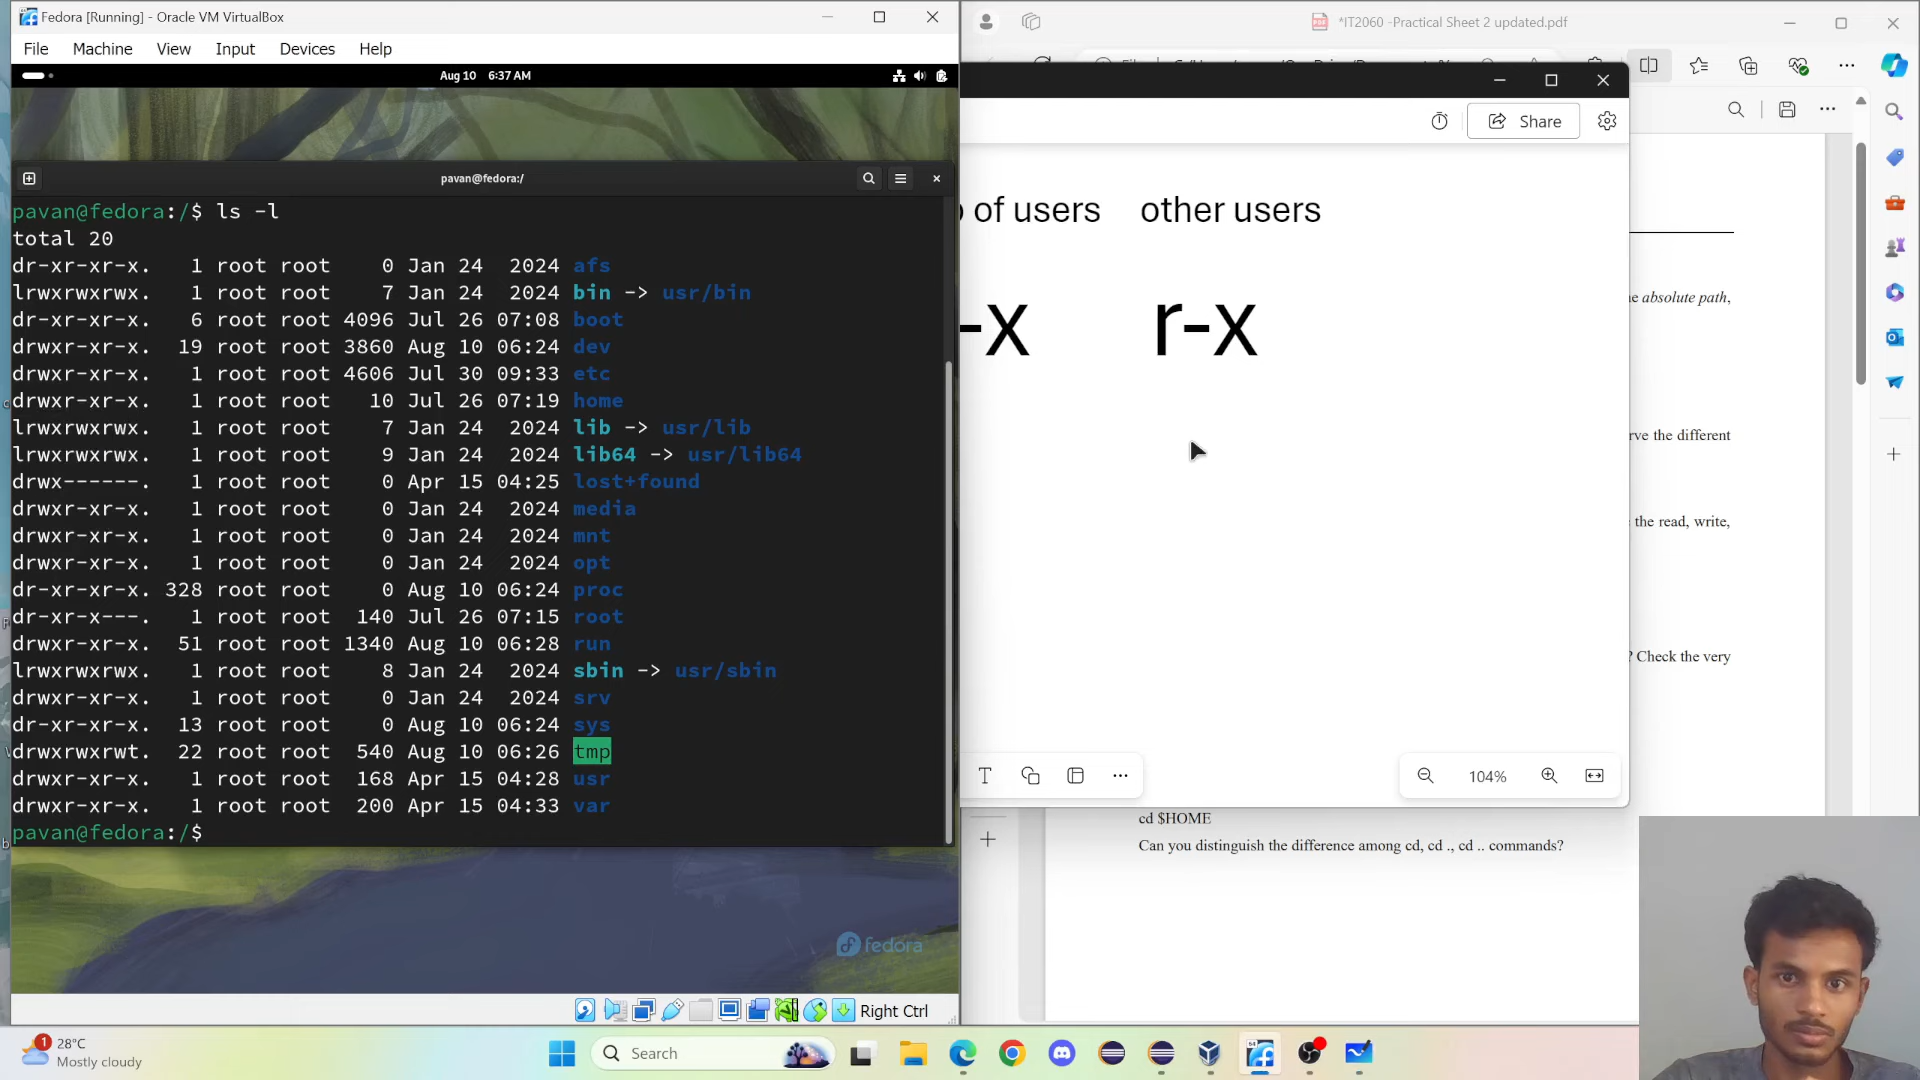 Fedora [Running] - Oracle VM VirtualBox
File Machine View Input Devices Help
Aug 10 6:37 AM
pavan@fedora:/
pavan@fedora:/$ ls -l
total 20
dr-xr-xr-x. 1 root root 0 Jan 24 2024 afs
lrwxrwxrwx. 1 root root 7 Jan 24 2024 bin -> usr/bin
dr-xr-xr-x. 6 root root 4096 Jul 26 07:08 boot
drwxr-xr-x. 19 root root 3860 Aug 10 06:24 dev
drwxr-xr-x. 1 root root 4606 Jul 30 09:33 etc
drwxr-xr-x. 1 root root 10 Jul 26 07:19 home
lrwxrwxrwx. 1 root root 7 Jan 24 2024 lib -> usr/lib
lrwxrwxrwx. 1 root root 9 Jan 24 2024 lib64 -> usr/lib64
drwx------. 1 root root 0 Apr 15 04:25 lost+found
drwxr-xr-x. 1 root root 0 Jan 24 2024 media
drwxr-xr-x. 1 root root 0 Jan 24 2024 mnt
drwxr-xr-x. 1 root root 0 Jan 24 2024 opt
dr-xr-xr-x. 328 root root 0 Aug 10 06:24 proc
dr-xr-x---. 1 root root 140 Jul 26 07:15 root
drwxr-xr-x. 51 root root 1340 Aug 10 06:28 run
lrwxrwxrwx. 1 root root 8 Jan 24 2024 sbin -> usr/sbin
drwxr-xr-x. 1 root root 0 Jan 24 2024 srv
dr-xr-xr-x. 13 root root 0 Aug 10 06:24 sys
drwxrwxrwt. 22 root root 540 Aug 10 06:26 tmp
drwxr-xr-x. 1 root root 168 Apr 15 04:28 usr
drwxr-xr-x. 1 root root 200 Apr 15 04:33 var
pavan@fedora:/$
fedora
Right Ctrl
*IT2060 -Practical Sheet 2 updated.pdf
Share
of users other users
-x r-x
104%
absolute path,
the different
the read, write,
? Check the very
cd $HOME
Can you distinguish the difference among cd, cd ., cd .. commands?
1
28°C
Mostly cloudy
Search